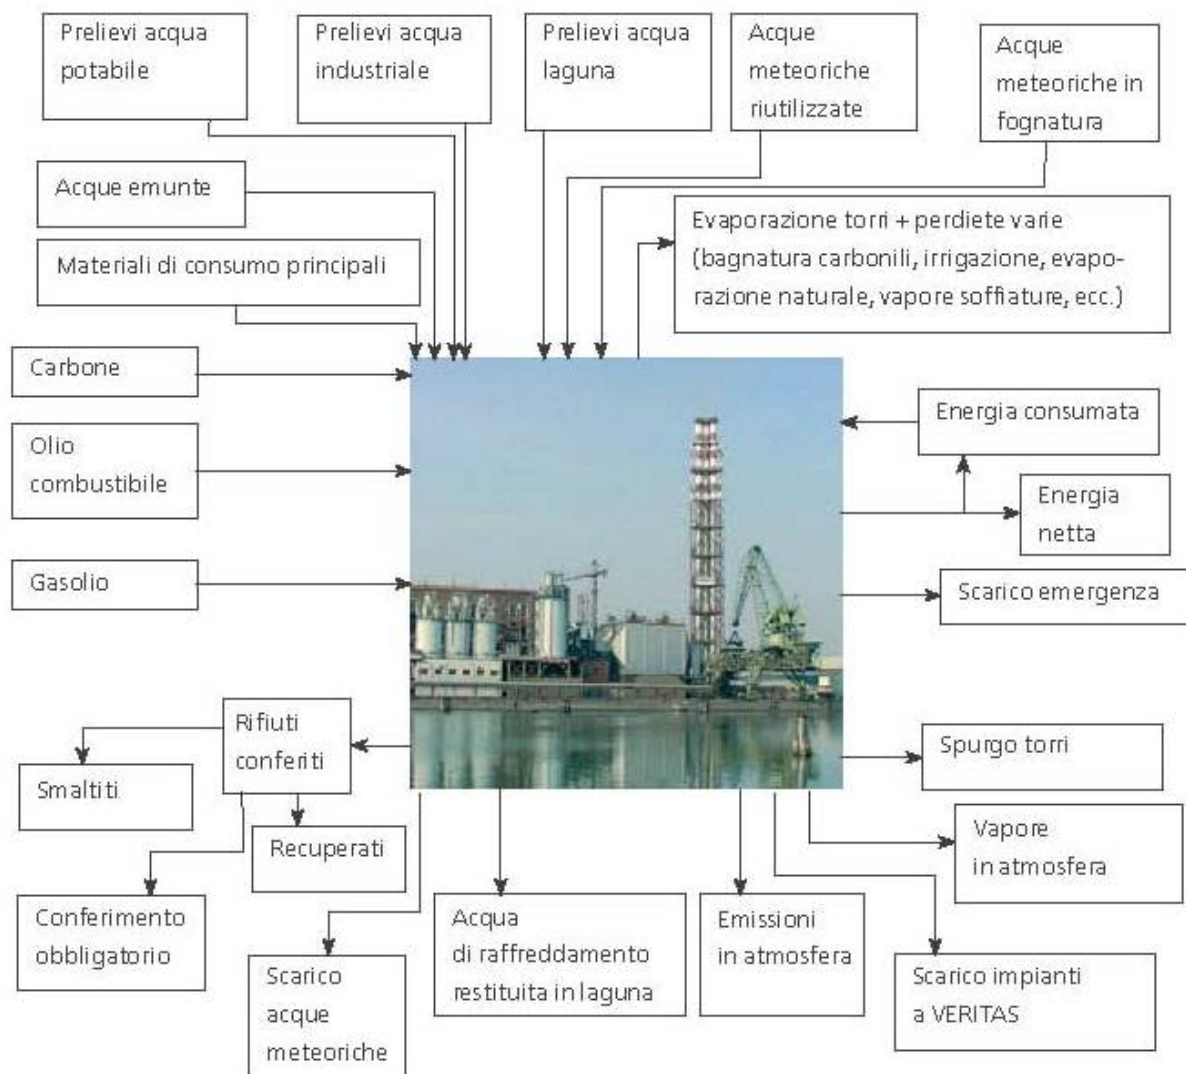 Prelievi acqua
potabile
Prelievi acqua
industriale
Prelievi acqua
laguna
Acque
meteoriche
riutilizzate
Acque
meteoriche in
fognatura
Acque emunte
Evaporazione torri + perdiete varie
(bagnatura carbonili, irrigazione, evapo-
razione naturale, vapore soffiature, ecc.)
Materiali di consumo principali
Carbone
Energia consumata
Olio
combustibile
Energia
netta
Gasolio
Scarico emergenza
Rifiuti
conferiti
Spurgo torri
Smaltiti
Recuperati
Vapore
in atmosfera
Conferimento
obbligatorio
Acqua
di raffreddamento
restituita in laguna
Emissioni
in atmosfera
Scarico
acque
meteoriche
Scarico impianti
a VERITAS